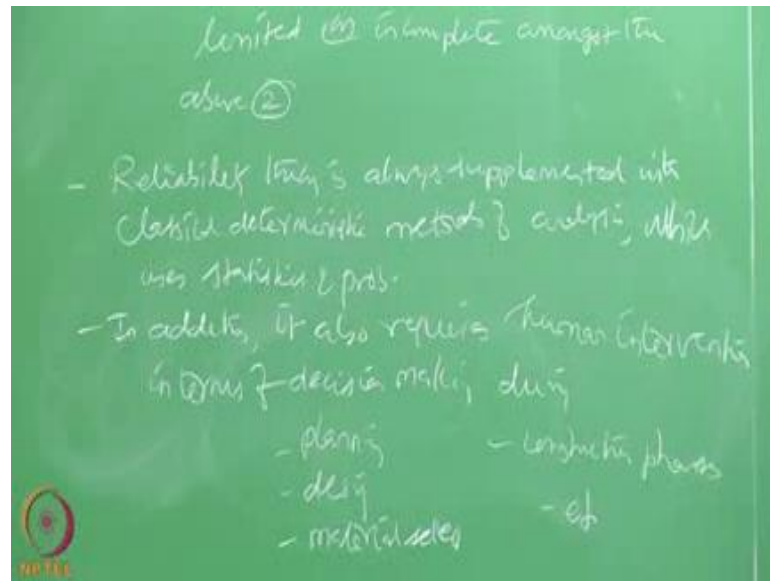 limited (or) incomplete amongst the
above (2)
- Reliability theory is always supplemented with
classical deterministic methods of analysis, which
uses statistics & prob.
- In addition, it also requires human intervention
in terms of decision making during
- planning - construction phases
- design - etc
- material selec
NPTEL